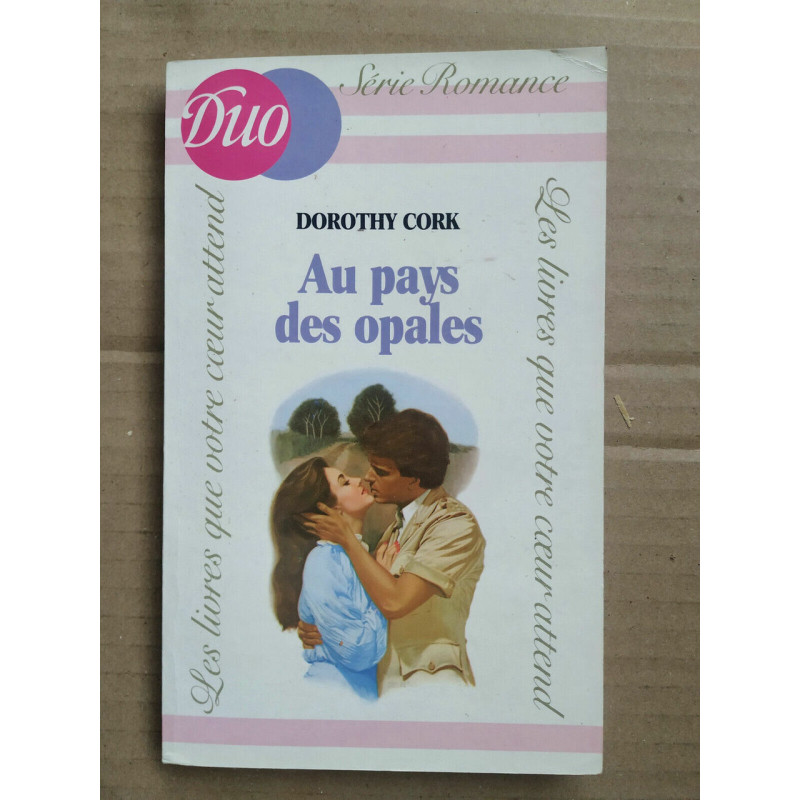 Série Romance
Duo
DOROTHY CORK
Au pays
des opales
Les livres que votre cœur attend
Les livres que votre cœur attend